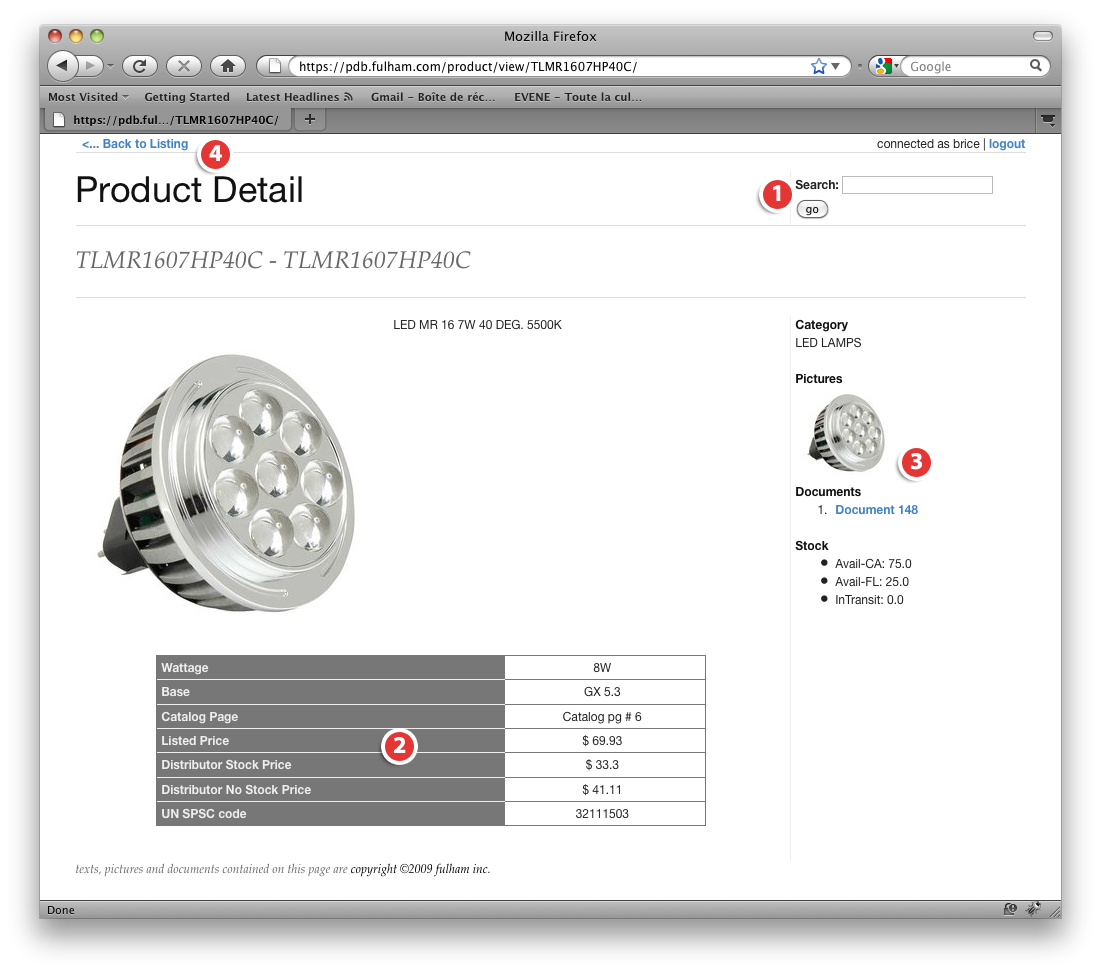 Mozilla Firefox
https://pdb.fulham.com/product/view/TLMR1607HP40C/
Google
Most Visited Getting Started Latest Headlines Gmail – Boîte de réc... EVENE – Toute la cul...
https://pdb.ful.../TLMR1607HP40C/ +
<... Back to Listing connected as brice | logout
4
Product Detail
1 Search:
go
TLMR1607HP40C - TLMR1607HP40C
LED MR 16 7W 40 DEG. 5500K
Category
LED LAMPS
Pictures
3
Documents
1. Document 148
Stock
Avail-CA: 75.0
Avail-FL: 25.0
InTransit: 0.0
Wattage 8W
Base GX 5.3
Catalog Page Catalog pg # 6
Listed Price $ 69.93
2
Distributor Stock Price $ 33.3
Distributor No Stock Price $ 41.11
UN SPSC code 32111503
texts, pictures and documents contained on this page are copyright ©2009 fulham inc.
Done